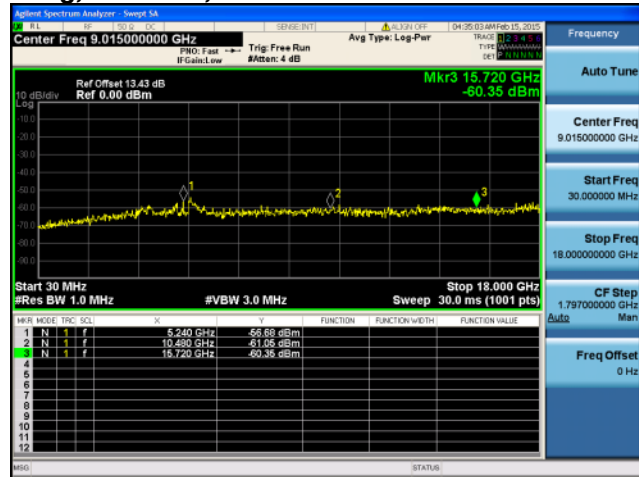 Agilent Spectrum Analyzer - Swept SA
RL RF 50 Ω DC SENSE:INT ALIGN OFF 04:35:03 AM Feb 15, 2015
Center Freq 9.015000000 GHz
PNO: Fast
IFGain:Low
Trig: Free Run
#Atten: 4 dB
Avg Type: Log-Pwr
TRACE 1 2 3 4 5 6
TYPE
DET P N N N N N
Ref Offset 13.43 dB
10 dB/div Ref 0.00 dBm
Mkr3 15.720 GHz
-60.35 dBm
Log
-10.0
-20.0
-30.0
-40.0
-50.0
-60.0
-70.0
-80.0
-90.0
1
2
3
Start 30 MHz Stop 18.000 GHz
#Res BW 1.0 MHz #VBW 3.0 MHz Sweep 30.0 ms (1001 pts)
MKR MODE TRC SCL X Y FUNCTION FUNCTION WIDTH FUNCTION VALUE
1 N 1 f 5.240 GHz -56.68 dBm
2 N 1 f 10.480 GHz -61.05 dBm
3 N 1 f 15.720 GHz -60.35 dBm
4
5
6
7
8
9
10
11
12
MSG STATUS
Frequency
Auto Tune
Center Freq
9.015000000 GHz
Start Freq
30.000000 MHz
Stop Freq
18.000000000 GHz
CF Step
1.797000000 GHz
Auto Man
Freq Offset
0 Hz